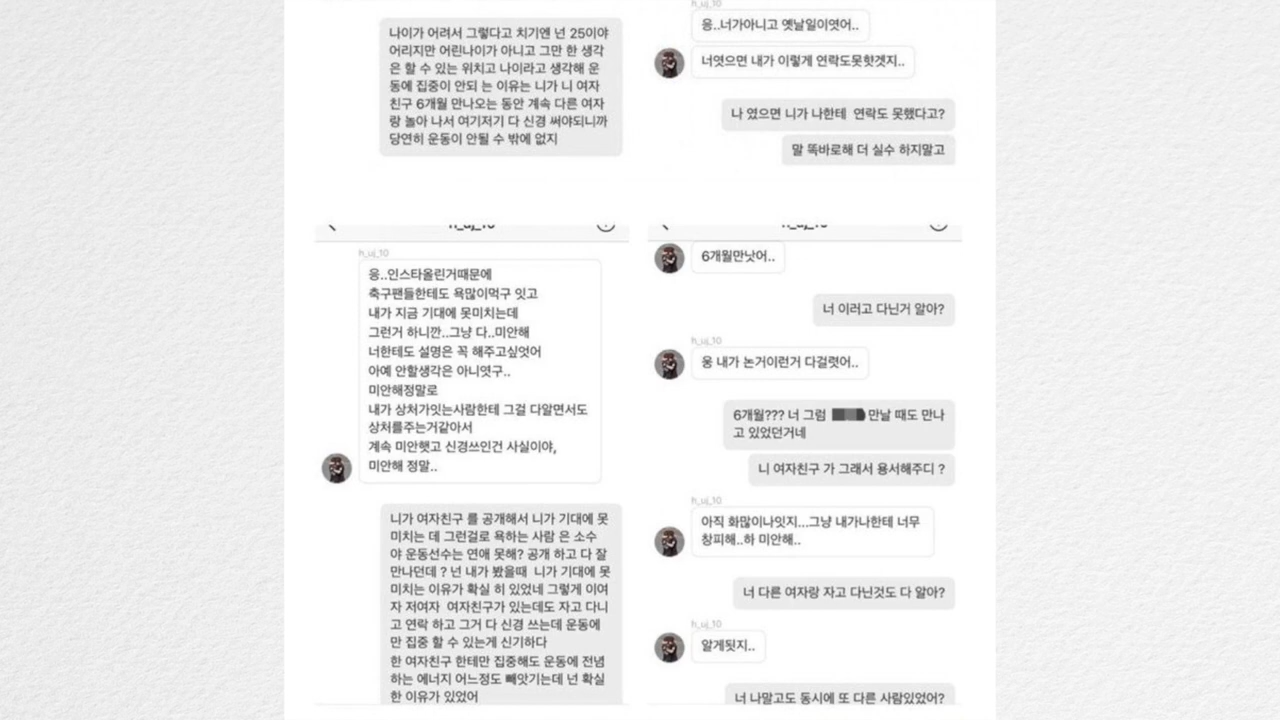 나이가 어려서 그렇다고 치기엔 넌 25이야
어리지만 어린나이가 아니고 그만 한 생각
은 할 수 있는 위치고 나이라고 생각해 운
동에 집중이 안되 는 이유는 니가 니 여자
친구 6개월 만나오는 동안 계속 다른 여자
랑 놀아 나서 여기저기 다 신경 써야되니까
당연히 운동이 안될 수 밖에 없지
h_uj_10
응..너가아니고 옛날일이엿어..
너엿으면 내가 이렇게 연락도못핫겟지..
나 였으면 니가 나한테 연락도 못했다고?
말 똑바로해 더 실수 하지말고
h_uj_10
h_uj_10
응..인스타올린거때문에
축구팬들한테도 욕많이먹구 잇고
내가 지금 기대에 못미치는데
그런거 하니깐..그냥 다..미안해
너한테도 설명은 꼭 해주고싶엇어
아예 안할생각은 아니엿구..
미안해정말로
내가 상처가잇는사람한테 그걸 다알면서도
상처를주는거같아서
계속 미안햇고 신경쓰인건 사실이야,
미안해 정말..
니가 여자친구 를 공개해서 니가 기대에 못
미치는 데 그런걸로 욕하는 사람 은 소수
야 운동선수는 연애 못해? 공개 하고 다 잘
만나던데 ? 넌 내가 봤을때 니가 기대에 못
미치는 이유가 확실 히 있었네 그렇게 이여
자 저여자 여자친구가 있는데도 자고 다니
고 연락 하고 그거 다 신경 쓰는데 운동에
만 집중 할 수 있는게 신기하다
한 여자친구 한테만 집중해도 운동에 전념
하는 에너지 어느정도 빼앗기는데 넌 확실
한 이유가 있었어
h_uj_10
6개월만낫어..
너 이러고 다닌거 알아?
h_uj_10
웅 내가 논거이런거 다걸렷어..
6개월??? 너 그럼 만날 때도 만나
고 있었던거네
니 여자친구 가 그래서 용서해주디 ?
h_uj_10
아직 화많이나잇지...그냥 내가나한테 너무
창피해..하 미안해..
너 다른 여자랑 자고 다닌것도 다 알아?
h_uj_10
알게됫지..
너 나말고도 동시에 또 다른 사람있었어?